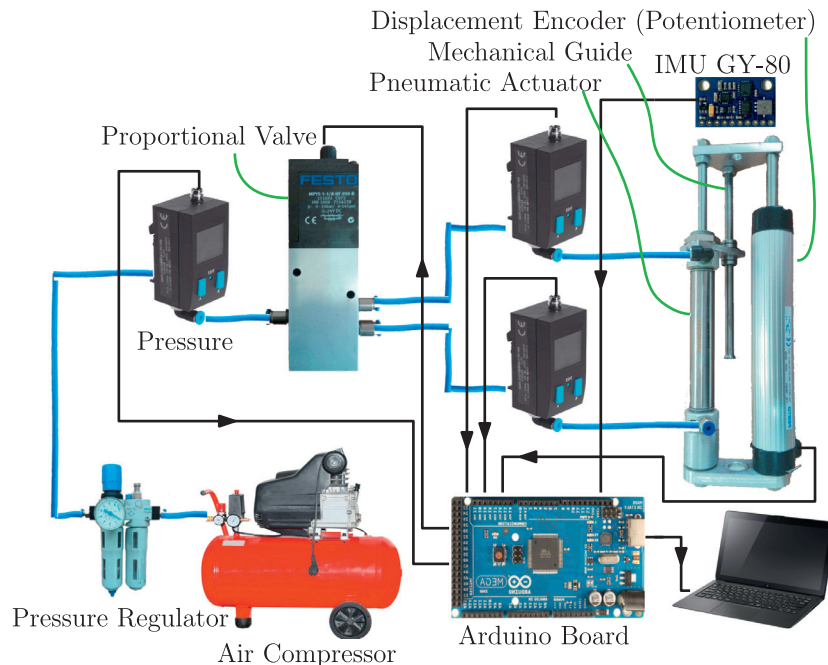 Displacement Encoder (Potentiometer)
Mechanical Guide
Pneumatic Actuator
IMU GY-80
Proportional Valve
FESTO
Pressure
Pressure Regulator
Air Compressor
Arduino Board
MEGA
ARDUINO